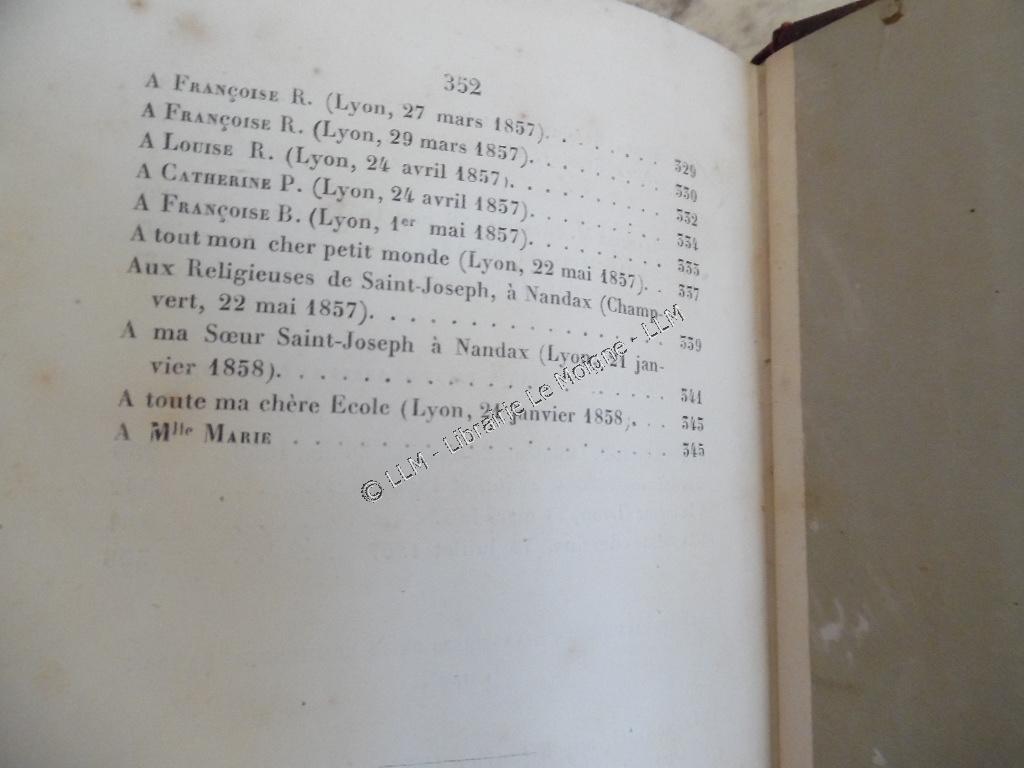 352
A FRANÇOISE R. (Lyon, 27 mars 1857). . . . . . . . 329
A FRANÇOISE R. (Lyon, 29 mars 1857). . . . . . . . 330
A LOUISE R. (Lyon, 24 avril 1857). . . . . . . . . 332
A CATHERINE P. (Lyon, 24 avril 1857). . . . . . . 334
A FRANÇOISE B. (Lyon, 1er mai 1857). . . . . . . . 335
A tout mon cher petit monde (Lyon, 22 mai 1857). . 337
Aux Religieuses de Saint-Joseph, à Nandax (Champ-
vert, 22 mai 1857). . . . . . . . . . . . . . . 339
A ma Sœur Saint-Joseph à Nandax (Lyon, 21 jan-
vier 1858). . . . . . . . . . . . . . . . . . . 341
A toute ma chère Ecole (Lyon, 24 janvier 1858). . . 343
A Mlle MARIE . . . . . . . . . . . . . . . . . . 345
© LLM - Librairie Le Moigne - LLM